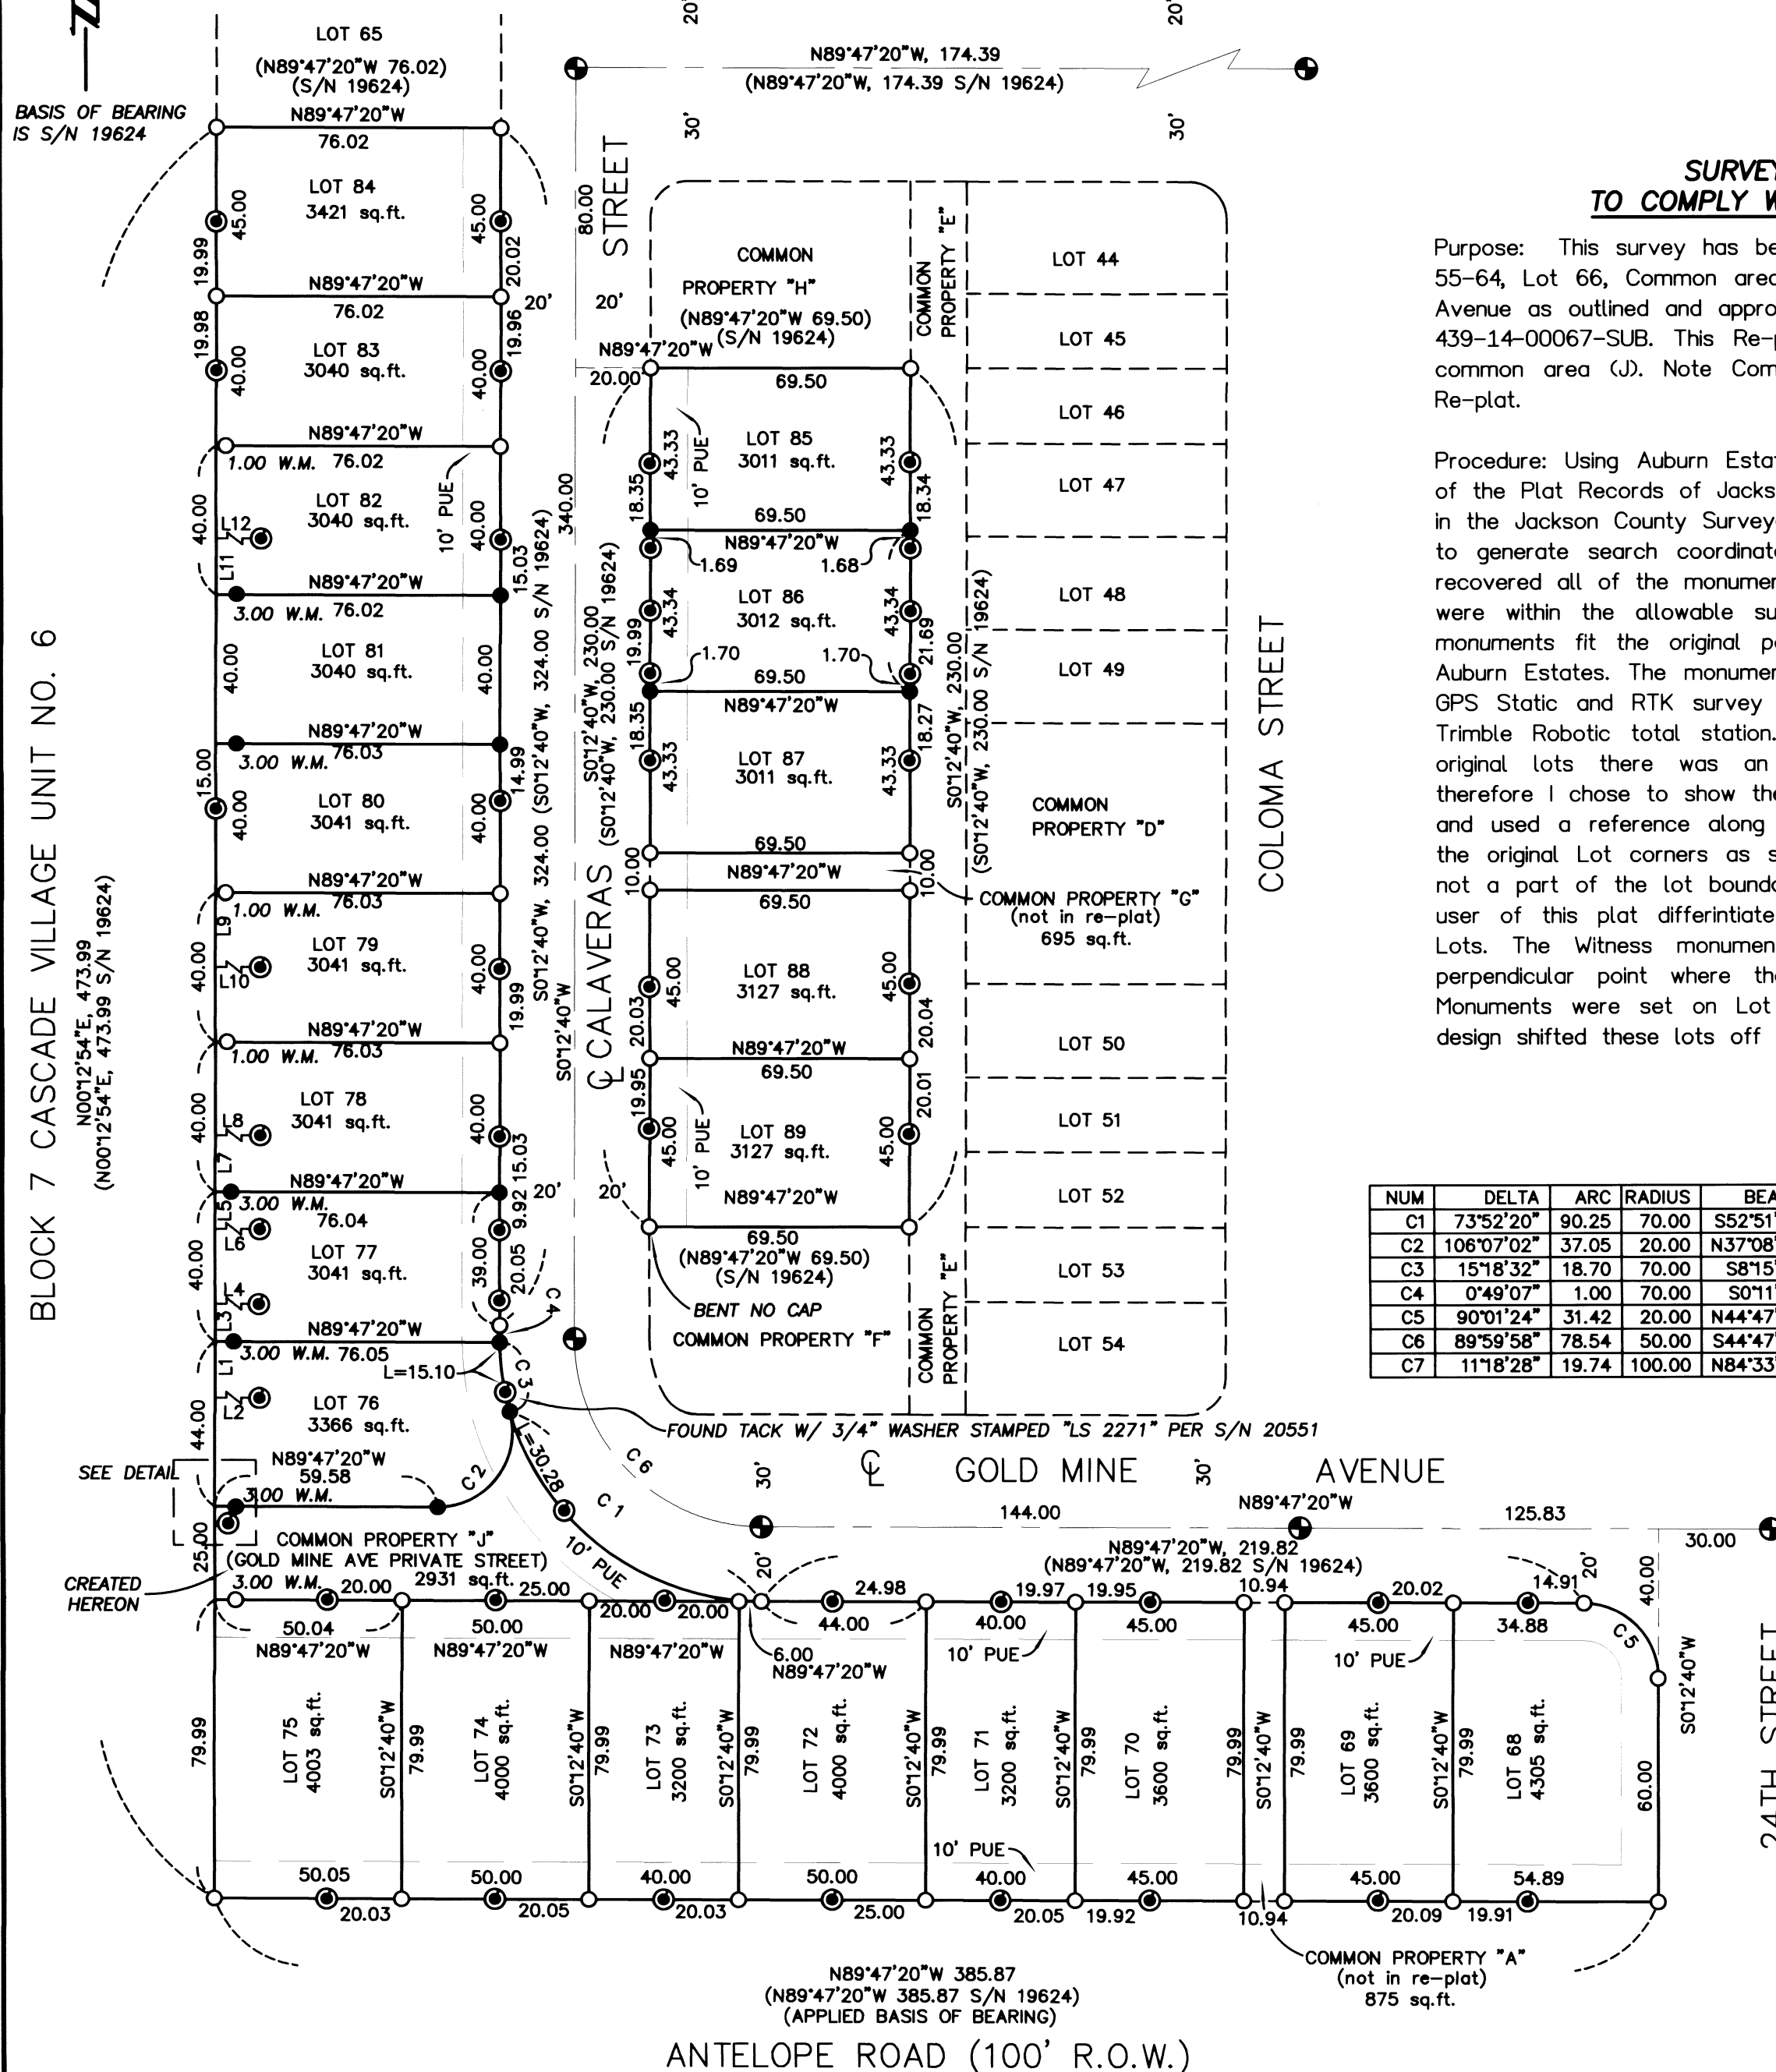 BASIS OF BEARING
IS S/N 19624
LOT 65
(N89°47'20"W 76.02)
(S/N 19624)
N89°47'20"W
76.02
LOT 84
3421 sq.ft.
45.00
45.00
19.99
20.02
N89°47'20"W
76.02
20'
20'
19.98
19.96
LOT 83
3040 sq.ft.
40.00
40.00
N89°47'20"W
1.00 W.M.
76.02
10' PUE
LOT 82
3040 sq.ft.
40.00
40.00
L12
L11
15.03
N89°47'20"W
3.00 W.M.
76.02
LOT 81
3040 sq.ft.
40.00
40.00
N89°47'20"W
3.00 W.M.
76.03
15.00
14.99
LOT 80
3041 sq.ft.
40.00
40.00
N89°47'20"W
1.00 W.M.
76.03
L9
LOT 79
3041 sq.ft.
40.00
40.00
L10
19.99
N89°47'20"W
1.00 W.M.
76.03
LOT 78
3041 sq.ft.
40.00
40.00
L8
L7
15.03
N89°47'20"W
3.00 W.M.
76.04
20'
20'
L5
L6
9.92
LOT 77
3041 sq.ft.
40.00
39.00
20.05
L4
L3
C4
N89°47'20"W
3.00 W.M.
76.05
L=15.10
L1
L2
C3
LOT 76
3366 sq.ft.
44.00
N89°47'20"W
59.58
3.00 W.M.
SEE DETAIL
C2
L=30.28
C1
C6
10' PUE
BLOCK 7 CASCADE VILLAGE UNIT NO. 6
N00°12'54"E, 473.99
(N00°12'54"E, 473.99 S/N 19624)
S0°12'40"W, 324.00 (S0°12'40"W, 324.00 S/N 19624)
20'
20'
N89°47'20"W, 174.39
(N89°47'20"W, 174.39 S/N 19624)
30'
30'
80.00
340.00
S0°12'40"W
STREET
CALAVERAS
S0°12'40"W, 230.00
(S0°12'40"W, 230.00 S/N 19624)
COMMON
PROPERTY "H"
(N89°47'20"W 69.50)
(S/N 19624)
N89°47'20"W
20.00'
69.50
COMMON
PROPERTY "E"
LOT 85
3011 sq.ft.
43.33
43.33
18.35
18.34
10' PUE
69.50
N89°47'20"W
1.69
1.68
LOT 86
3012 sq.ft.
43.34
43.34
19.99
21.69
1.70
1.70
69.50
N89°47'20"W
18.35
18.27
LOT 87
3011 sq.ft.
43.33
43.33
69.50
N89°47'20"W
10.00
10.00
69.50
S0°12'40"W, 230.00
(S0°12'40"W, 230.00 S/N 19624)
COMMON PROPERTY "G"
(not in re-plat)
695 sq.ft.
LOT 88
3127 sq.ft.
45.00
45.00
20.03
20.04
N89°47'20"W
69.50
19.95
20.01
LOT 89
3127 sq.ft.
45.00
45.00
10' PUE
N89°47'20"W
69.50
(N89°47'20"W 69.50)
(S/N 19624)
BENT NO CAP
COMMON PROPERTY "F"
COMMON
PROPERTY "E"
LOT 44
LOT 45
LOT 46
LOT 47
LOT 48
LOT 49
COMMON
PROPERTY "D"
LOT 50
LOT 51
LOT 52
LOT 53
LOT 54
COLOMA STREET
FOUND TACK W/ 3/4" WASHER STAMPED "LS 2271" PER S/N 20551
GOLD MINE AVENUE
30'
30'
N89°47'20"W
144.00
125.83
30.00
N89°47'20"W, 219.82
(N89°47'20"W, 219.82 S/N 19624)
20'
20'
COMMON PROPERTY "J"
(GOLD MINE AVE PRIVATE STREET)
2931 sq.ft.
25.00
CREATED
HEREON
3.00 W.M.
20.00
25.00
20.00
20.00
24.98
19.97
19.95
10.94
20.02
14.91
40.00
50.04
50.00
44.00
40.00
45.00
45.00
34.88
C5
N89°47'20"W
N89°47'20"W
N89°47'20"W
6.00
N89°47'20"W
10' PUE
10' PUE
S0°12'40"W
79.99
LOT 75
4003 sq.ft.
S0°12'40"W
79.99
LOT 74
4000 sq.ft.
S0°12'40"W
79.99
LOT 73
3200 sq.ft.
S0°12'40"W
79.99
LOT 72
4000 sq.ft.
S0°12'40"W
79.99
LOT 71
3200 sq.ft.
S0°12'40"W
79.99
LOT 70
3600 sq.ft.
79.99
S0°12'40"W
79.99
LOT 69
3600 sq.ft.
S0°12'40"W
79.99
LOT 68
4305 sq.ft.
60.00
24TH STREET
10' PUE
50.05
50.00
40.00
50.00
40.00
45.00
45.00
54.89
20.03
20.05
20.03
25.00
20.05
19.92
10.94
20.09
19.91
COMMON PROPERTY "A"
(not in re-plat)
875 sq.ft.
N89°47'20"W 385.87
(N89°47'20"W 385.87 S/N 19624)
(APPLIED BASIS OF BEARING)
ANTELOPE ROAD (100' R.O.W.)
SURVEY
TO COMPLY W
Purpose: This survey has be
55-64, Lot 66, Common area
Avenue as outlined and appro
439-14-00067-SUB. This Re-p
common area (J). Note Com
Re-plat.
Procedure: Using Auburn Esta
of the Plat Records of Jacks
in the Jackson County Surveyo
to generate search coordinate
recovered all of the monumen
were within the allowable su
monuments fit the original po
Auburn Estates. The monumen
GPS Static and RTK survey
Trimble Robotic total station.
original lots there was an
therefore I chose to show the
and used a reference along
the original Lot corners as s
not a part of the lot bounda
user of this plat differintiate
Lots. The Witness monumen
perpendicular point where the
Monuments were set on Lot
design shifted these lots off
NUM DELTA ARC RADIUS BEA
C1 73°52'20" 90.25 70.00 S52°51'
C2 106°07'02" 37.05 20.00 N37°08'
C3 15°18'32" 18.70 70.00 S8°15'
C4 0°49'07" 1.00 70.00 S0°11'
C5 90°01'24" 31.42 20.00 N44°47'
C6 89°59'58" 78.54 50.00 S44°47'
C7 11°18'28" 19.74 100.00 N84°33'